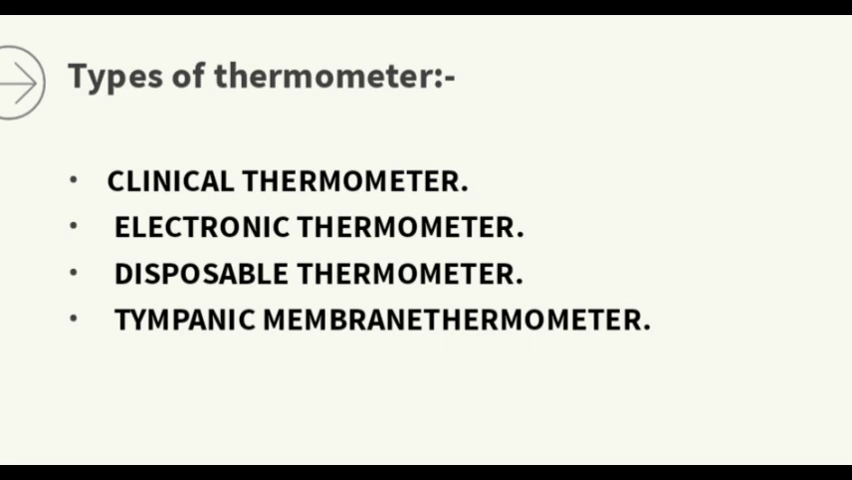 Types of thermometer:-
• CLINICAL THERMOMETER.
• ELECTRONIC THERMOMETER.
• DISPOSABLE THERMOMETER.
• TYMPANIC MEMBRANETHERMOMETER.